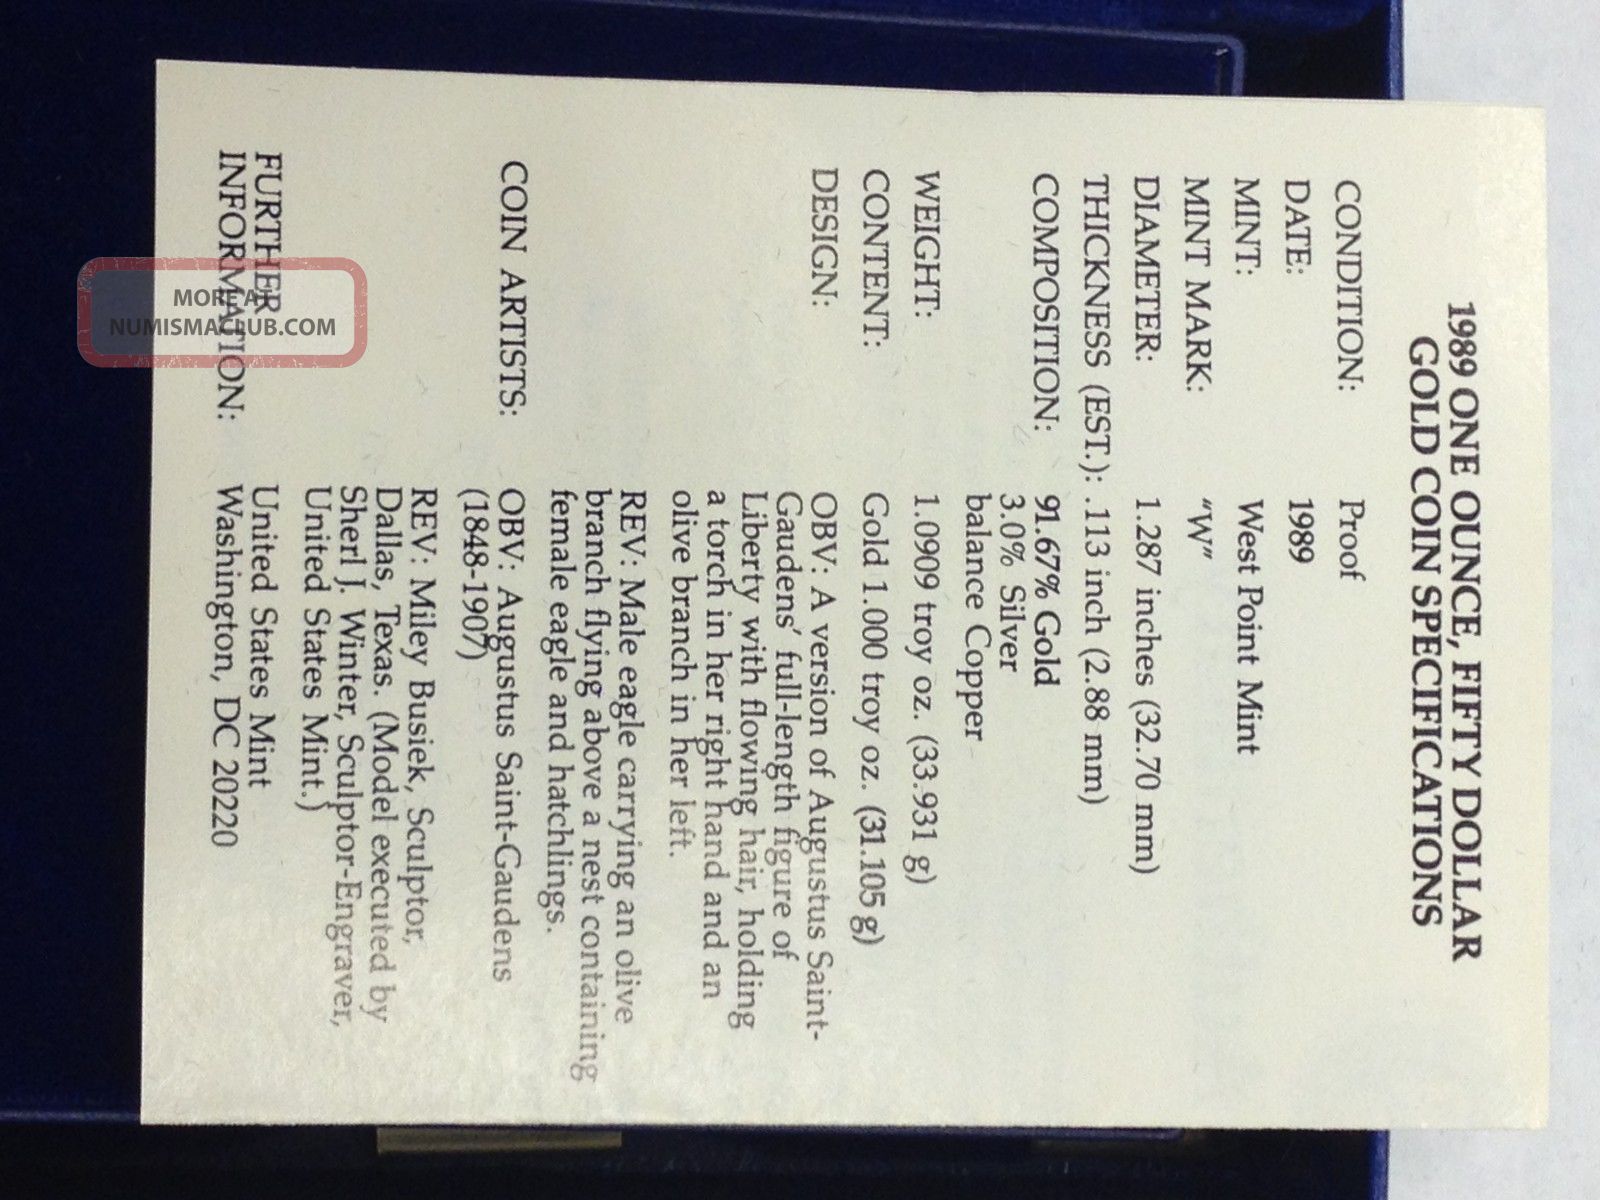 1989 ONE OUNCE, FIFTY DOLLAR
GOLD COIN SPECIFICATIONS
CONDITION: Proof
DATE: 1989
MINT: West Point Mint
MINT MARK: "W"
DIAMETER: 1.287 inches (32.70 mm)
THICKNESS (EST.): .113 inch (2.88 mm)
COMPOSITION: 91.67% Gold
3.0% Silver
balance Copper
WEIGHT: 1.0909 troy oz. (33.931 g)
CONTENT: Gold 1.000 troy oz. (31.105 g)
DESIGN: OBV: A version of Augustus Saint-
Gaudens' full-length figure of
Liberty with flowing hair, holding
a torch in her right hand and an
olive branch in her left.
REV: Male eagle carrying an olive
branch flying above a nest containing
female eagle and hatchlings.
COIN ARTISTS: OBV: Augustus Saint-Gaudens
(1848-1907)
REV: Miley Busiek, Sculptor,
Dallas, Texas. (Model executed by
Sherl J. Winter, Sculptor-Engraver,
United States Mint.)
FURTHER United States Mint
INFORMATION: Washington, DC 20220
MORE AT
NUMISMACLUB.COM